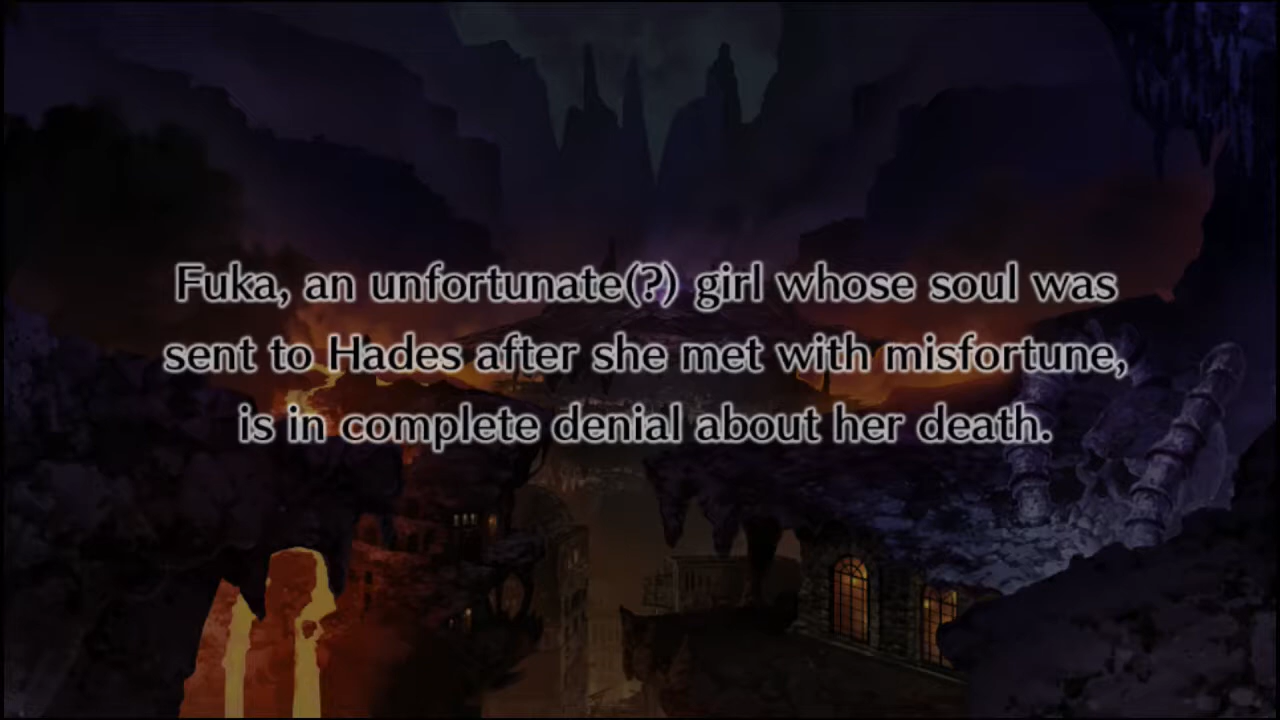 Fuka, an unfortunate(?) girl whose soul was
sent to Hades after she met with misfortune,
is in complete denial about her death.